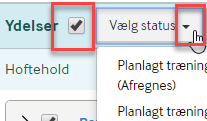 Ydelser Vælg status
Hoftehold
Planlagt træning
(Afregnes)
Planlagt træning